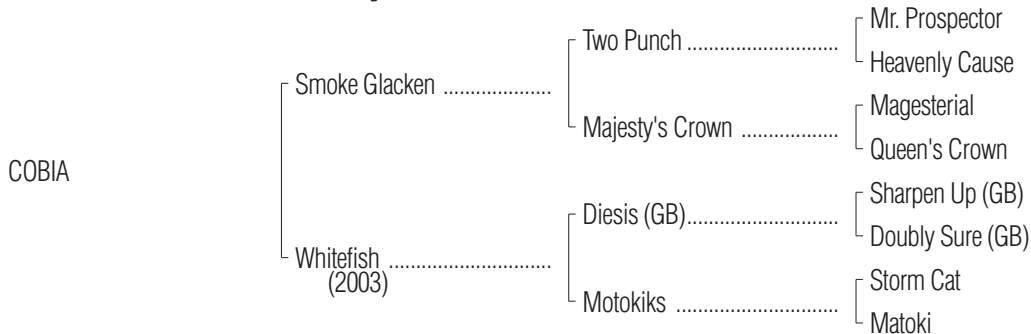 Mr. Prospector
Two Punch ..............................
Heavenly Cause
Smoke Glacken .....................
Magesterial
Majesty's Crown ...................
Queen's Crown
COBIA
Sharpen Up (GB)
Diesis (GB)..............................
Doubly Sure (GB)
Whitefish ................................
(2003)
Storm Cat
Motokiks ................................
Matoki